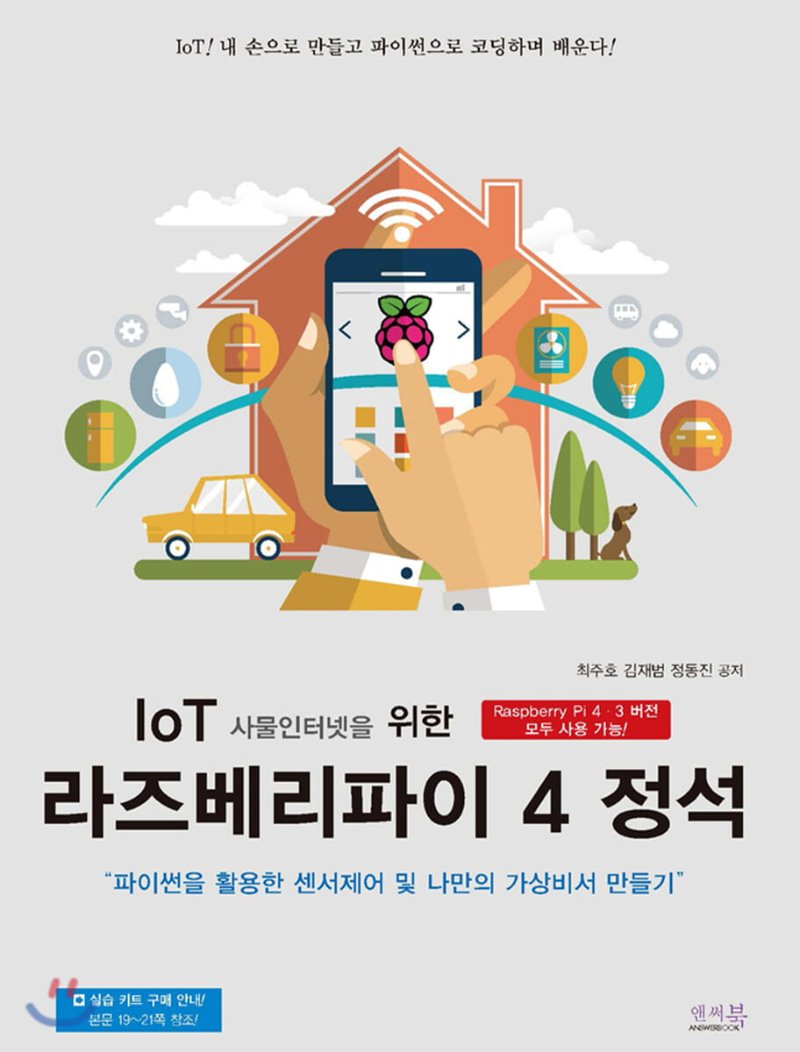 IoT! 내 손으로 만들고 파이썬으로 코딩하며 배운다!
최주호 김재범 정동진 공저
IoT 사물인터넷을 위한
Raspberry Pi 4 · 3 버전
모두 사용 가능!
라즈베리파이 4 정석
“파이썬을 활용한 센서제어 및 나만의 가상비서 만들기”
실습 키트 구매 안내!
본문 19~21쪽 참조!
앤써북
ANSWERBOOK